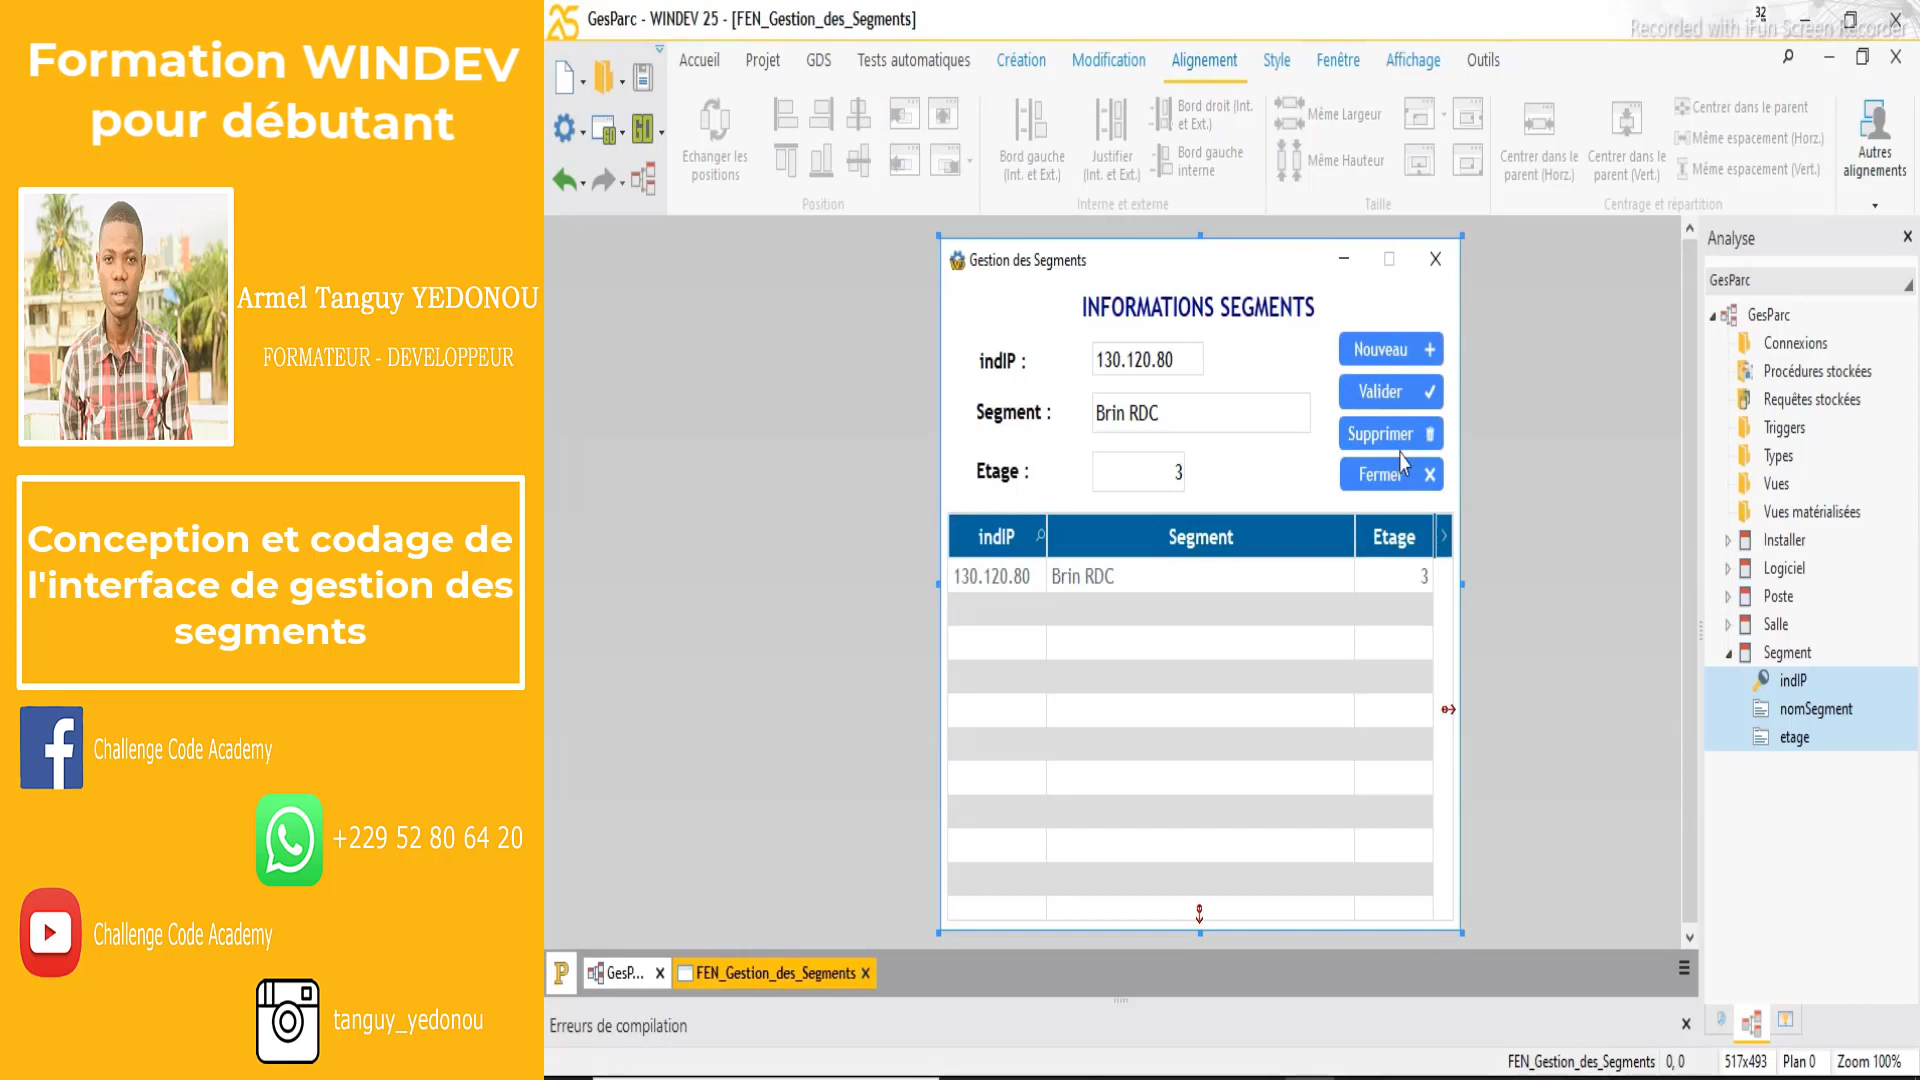 Formation WINDEV
pour débutant
Armel Tanguy YEDONOU
FORMATEUR - DEVELOPPEUR
Conception et codage de
l'interface de gestion des
segments
Challenge Code Academy
+229 52 80 64 20
Challenge Code Academy
tanguy_yedonou
25
GesParc - WINDEV 25 - [FEN_Gestion_des_Segments]
32
Recorded with iFun Screen Recorder
Accueil Projet GDS Tests automatiques Création Modification Alignement Style Fenêtre Affichage Outils
GO
GO
Echanger les
positions
Position
Bord gauche
(Int. et Ext.)
Justifier
(Int. et Ext.)
Bord droit (Int.
et Ext.)
Bord gauche
interne
Interne et externe
Même Largeur
Même Hauteur
Taille
Centrer dans le
parent (Horz.)
Centrer dans le
parent (Vert.)
Centrer dans le parent
Même espacement (Horz.)
Même espacement (Vert.)
Centrage et répartition
Autres
alignements
Gestion des Segments
INFORMATIONS SEGMENTS
indIP : 130.120.80
Segment : Brin RDC
Etage : 3
Nouveau
Valider
Supprimer
Fermer
indIP Segment Etage
130.120.80 Brin RDC 3
Analyse
GesParc
GesParc
Connexions
Procédures stockées
Requêtes stockées
Triggers
Types
Vues
Vues matérialisées
Installer
Logiciel
Poste
Salle
Segment
indIP
nomSegment
etage
P
GesP...
FEN_Gestion_des_Segments
Erreurs de compilation
FEN_Gestion_des_Segments 0, 0 517x493 Plan 0 Zoom 100%